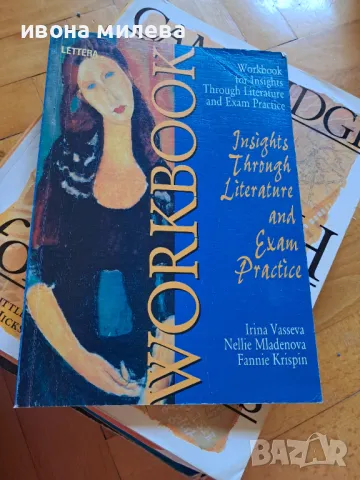 ивона милева
LETTERA
WORKBOOK
Workbook
for Insights
Through Literature
and Exam Practice
Insights
Through
Literature
and
Exam
Practice
Irina Vasseva
Nellie Mladenova
Fannie Krispin
BAZAR